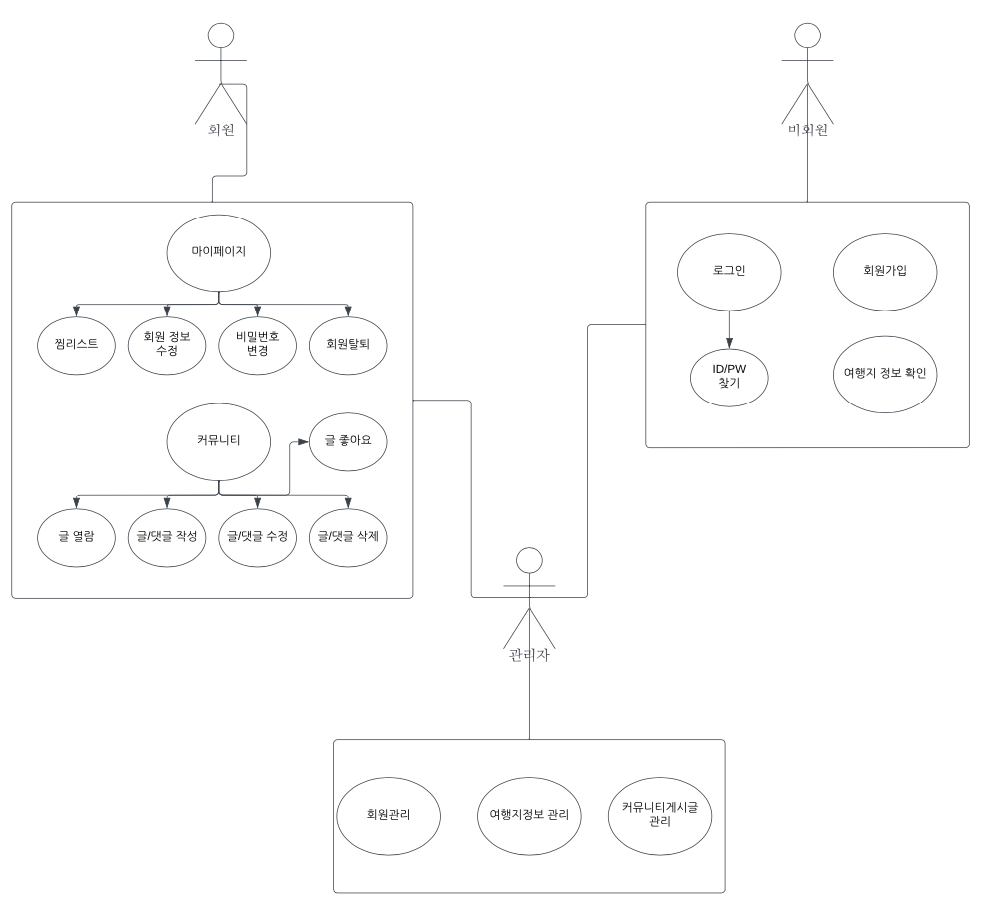 회원
비회원
마이페이지
찜리스트
회원 정보
수정
비밀번호
변경
회원탈퇴
커뮤니티
글 좋아요
글 열람
글/댓글 작성
글/댓글 수정
글/댓글 삭제
로그인
회원가입
ID/PW
찾기
여행지 정보 확인
관리자
회원관리
여행지정보 관리
커뮤니티게시글
관리